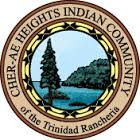 CHER-AE HEIGHTS INDIAN COMMUNITY
of the Trinidad Rancheria